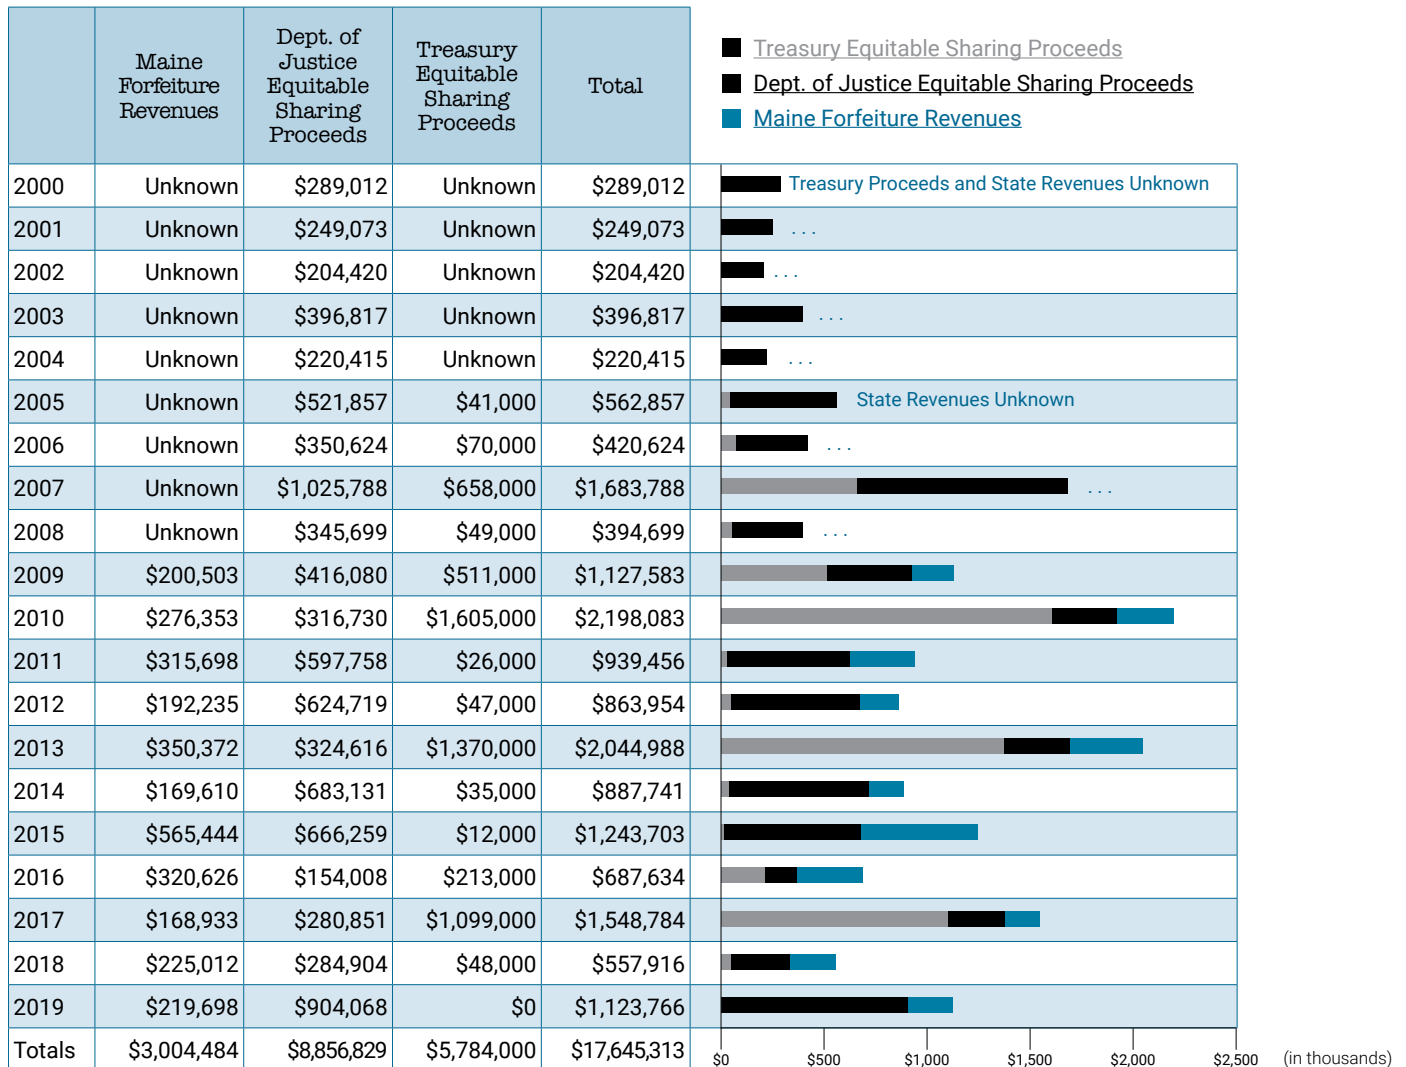 Maine
Forfeiture
Revenues
Dept. of
Justice
Equitable
Sharing
Proceeds
Treasury
Equitable
Sharing
Proceeds
Total
Treasury Equitable Sharing Proceeds
Dept. of Justice Equitable Sharing Proceeds
Maine Forfeiture Revenues
2000 Unknown $289,012 Unknown $289,012 Treasury Proceeds and State Revenues Unknown
2001 Unknown $249,073 Unknown $249,073 ...
2002 Unknown $204,420 Unknown $204,420 ...
2003 Unknown $396,817 Unknown $396,817 ...
2004 Unknown $220,415 Unknown $220,415 ...
2005 Unknown $521,857 $41,000 $562,857 State Revenues Unknown
2006 Unknown $350,624 $70,000 $420,624 ...
2007 Unknown $1,025,788 $658,000 $1,683,788 ...
2008 Unknown $345,699 $49,000 $394,699 ...
2009 $200,503 $416,080 $511,000 $1,127,583
2010 $276,353 $316,730 $1,605,000 $2,198,083
2011 $315,698 $597,758 $26,000 $939,456
2012 $192,235 $624,719 $47,000 $863,954
2013 $350,372 $324,616 $1,370,000 $2,044,988
2014 $169,610 $683,131 $35,000 $887,741
2015 $565,444 $666,259 $12,000 $1,243,703
2016 $320,626 $154,008 $213,000 $687,634
2017 $168,933 $280,851 $1,099,000 $1,548,784
2018 $225,012 $284,904 $48,000 $557,916
2019 $219,698 $904,068 $0 $1,123,766
Totals $3,004,484 $8,856,829 $5,784,000 $17,645,313
$0 $500 $1,000 $1,500 $2,000 $2,500 (in thousands)